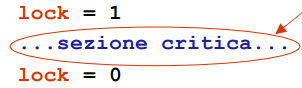 lock = 1
...sezione critica...
lock = 0